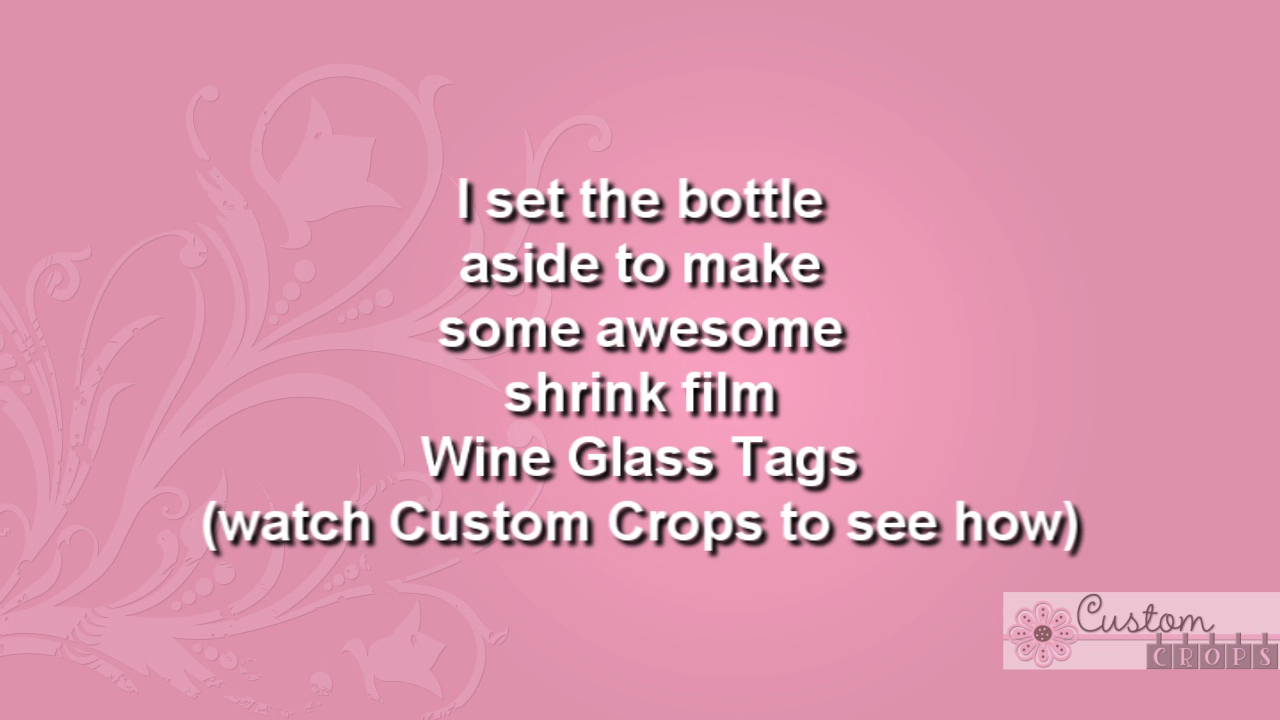 I set the bottle
aside to make
some awesome
shrink film
Wine Glass Tags
(watch Custom Crops to see how)
Custom
CROPS